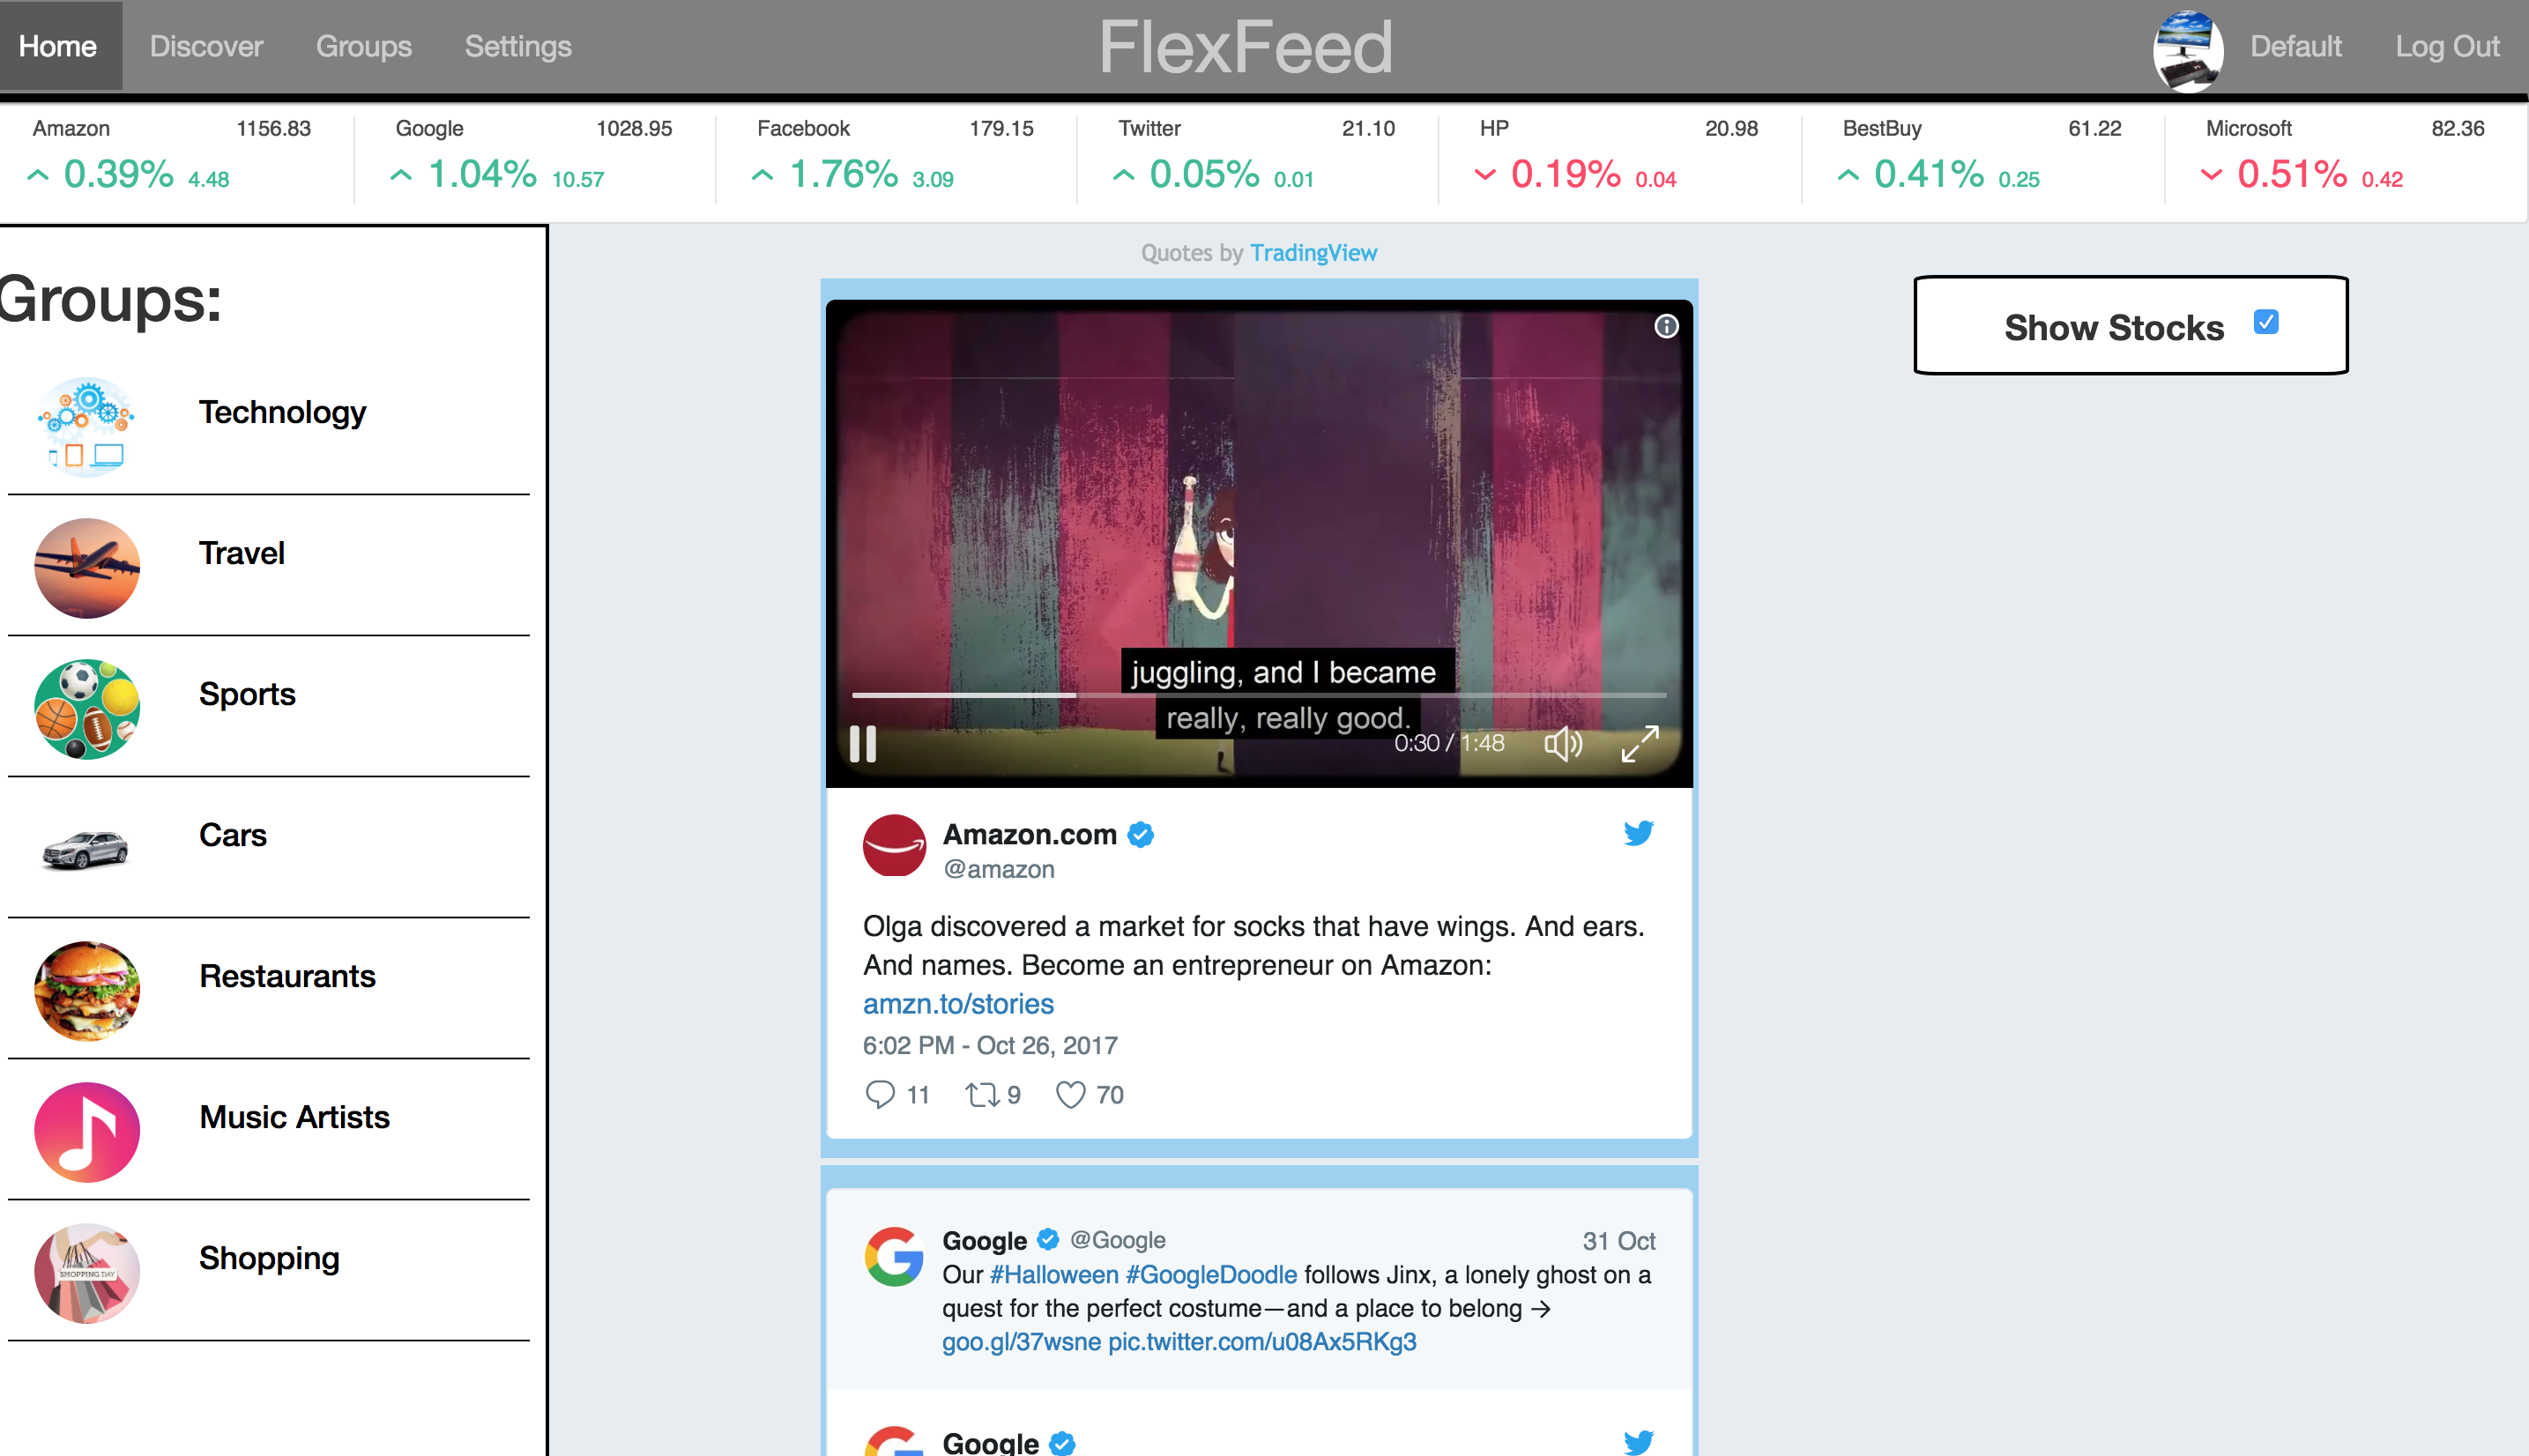 Home Discover Groups Settings FlexFeed Default Log Out
Amazon 1156.83 Google 1028.95 Facebook 179.15 Twitter 21.10 HP 20.98 BestBuy 61.22 Microsoft 82.36
0.39% 4.48 1.04% 10.57 1.76% 3.09 0.05% 0.01 0.19% 0.04 0.41% 0.25 0.51% 0.42
Quotes by TradingView
Groups:
Technology
Travel
Sports
Cars
Restaurants
Music Artists
SHOPPING DAY
Shopping
Show Stocks
juggling, and I became
really, really good.
0:30 / 1:48
Amazon.com
@amazon
Olga discovered a market for socks that have wings. And ears.
And names. Become an entrepreneur on Amazon:
amzn.to/stories
6:02 PM - Oct 26, 2017
11 9 70
Google @Google 31 Oct
Our #Halloween #GoogleDoodle follows Jinx, a lonely ghost on a
quest for the perfect costume—and a place to belong →
goo.gl/37wsne pic.twitter.com/u08Ax5RKg3
Google